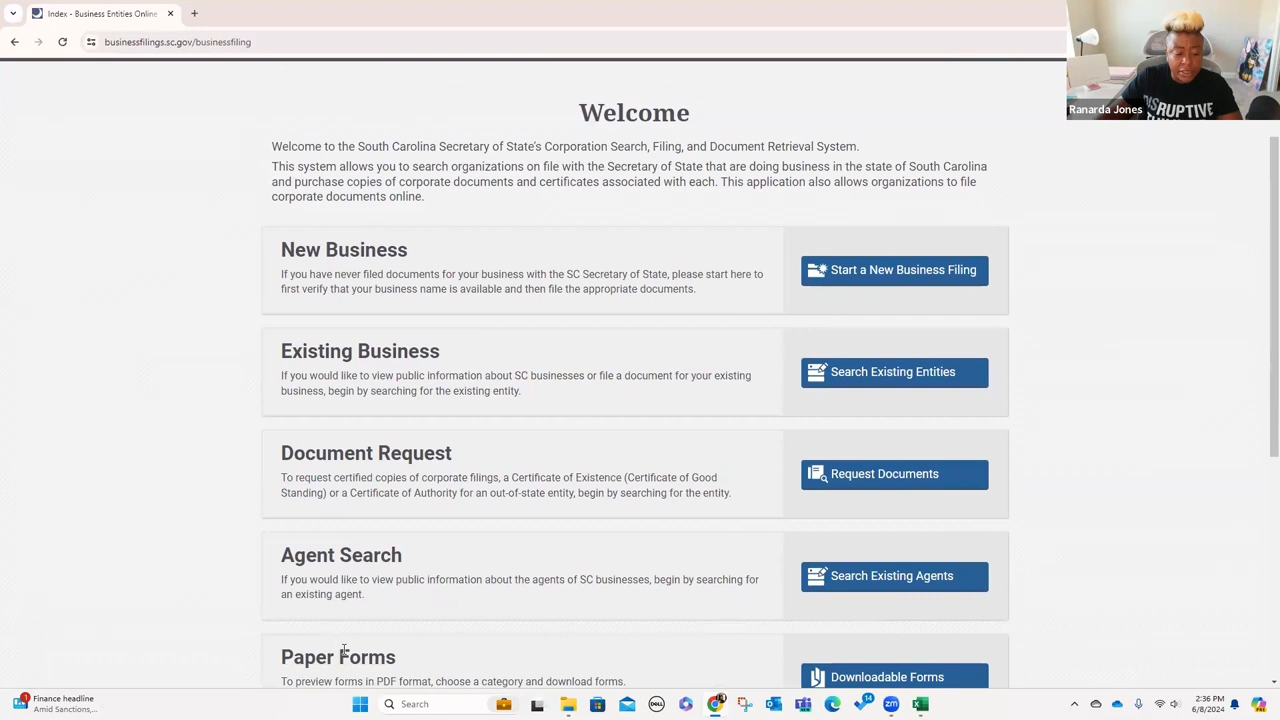 Index - Business Entities Online
businessfilings.sc.gov/businessfiling
Ranarda Jones
DISRUPTIVE
Welcome
Welcome to the South Carolina Secretary of State's Corporation Search, Filing, and Document Retrieval System.
This system allows you to search organizations on file with the Secretary of State that are doing business in the state of South Carolina
and purchase copies of corporate documents and certificates associated with each. This application also allows organizations to file
corporate documents online.
New Business
If you have never filed documents for your business with the SC Secretary of State, please start here to
first verify that your business name is available and then file the appropriate documents.
Start a New Business Filing
Existing Business
If you would like to view public information about SC businesses or file a document for your existing
business, begin by searching for the existing entity.
Search Existing Entities
Document Request
To request certified copies of corporate filings, a Certificate of Existence (Certificate of Good
Standing) or a Certificate of Authority for an out-of-state entity, begin by searching for the entity.
Request Documents
Agent Search
If you would like to view public information about the agents of SC businesses, begin by searching for
an existing agent.
Search Existing Agents
Paper Forms
To preview forms in PDF format, choose a category and download forms.
Downloadable Forms
1
Finance headline
Amid Sanctions,...
Search
DELL
14
zm
2:36 PM
6/8/2024